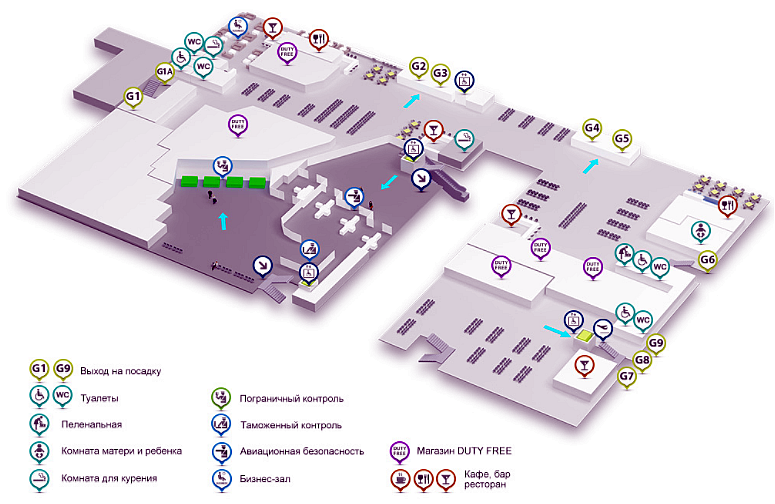 WC
WC
G1A
G1
DUTY FREE
G2
G3
DUTY FREE
G4
G5
DUTY FREE
DUTY FREE
DUTY FREE
WC
G6
WC
G9
G8
G7
G1 G9 Выход на посадку
WC Туалеты
Пеленальная
Комната матери и ребенка
Комната для курения
Пограничный контроль
Таможенный контроль
Авиационная безопасность
Бизнес-зал
DUTY FREE Магазин DUTY FREE
Кафе, бар
ресторан